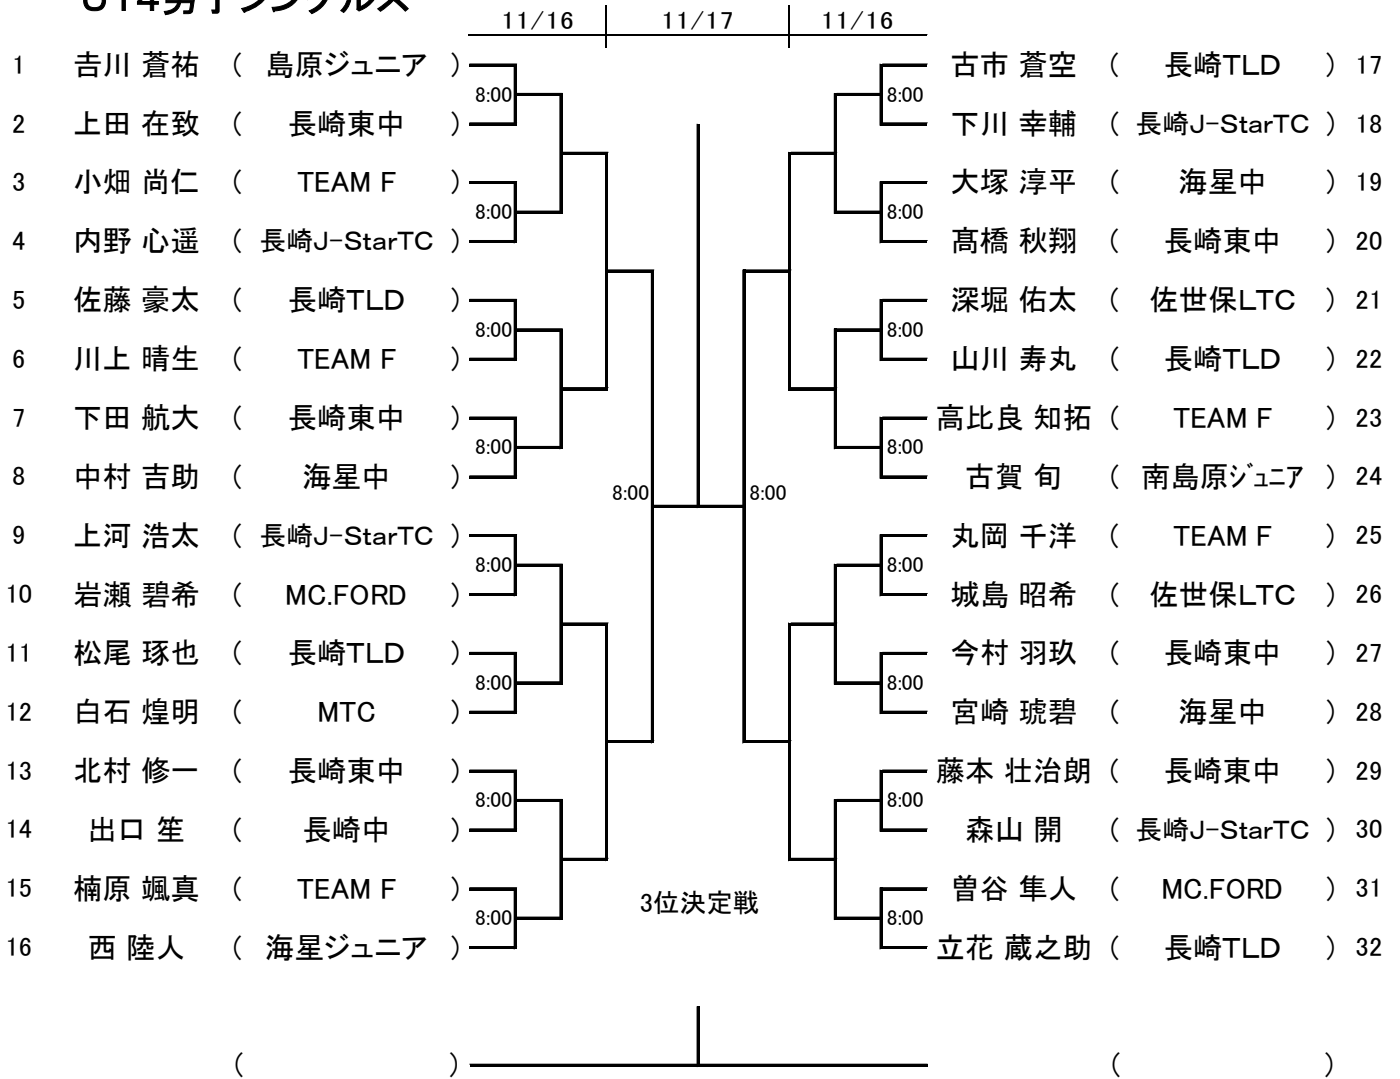 U14男子シングルス
11/16 11/17 11/16
1 吉川 蒼祐 ( 島原ジュニア ) 古市 蒼空 ( 長崎TLD ) 17
8:00 8:00
2 上田 在致 ( 長崎東中 ) 下川 幸輔 ( 長崎J-StarTC ) 18
3 小畑 尚仁 ( TEAM F ) 大塚 淳平 ( 海星中 ) 19
8:00 8:00
4 内野 心遥 ( 長崎J-StarTC ) 髙橋 秋翔 ( 長崎東中 ) 20
5 佐藤 豪太 ( 長崎TLD ) 深堀 佑太 ( 佐世保LTC ) 21
8:00 8:00
6 川上 晴生 ( TEAM F ) 山川 寿丸 ( 長崎TLD ) 22
7 下田 航大 ( 長崎東中 ) 高比良 知拓 ( TEAM F ) 23
8:00 8:00
8 中村 吉助 ( 海星中 ) 古賀 旬 ( 南島原ジュニア ) 24
8:00 8:00
9 上河 浩太 ( 長崎J-StarTC ) 丸岡 千洋 ( TEAM F ) 25
8:00 8:00
10 岩瀬 碧希 ( MC.FORD ) 城島 昭希 ( 佐世保LTC ) 26
11 松尾 琢也 ( 長崎TLD ) 今村 羽玖 ( 長崎東中 ) 27
8:00 8:00
12 白石 煌明 ( MTC ) 宮崎 琥碧 ( 海星中 ) 28
13 北村 修一 ( 長崎東中 ) 藤本 壮治朗 ( 長崎東中 ) 29
8:00 8:00
14 出口 笙 ( 長崎中 ) 森山 開 ( 長崎J-StarTC ) 30
15 楠原 颯真 ( TEAM F ) 曽谷 隼人 ( MC.FORD ) 31
3位決定戦
8:00 8:00
16 西 陸人 ( 海星ジュニア ) 立花 蔵之助 ( 長崎TLD ) 32
( ) ( )